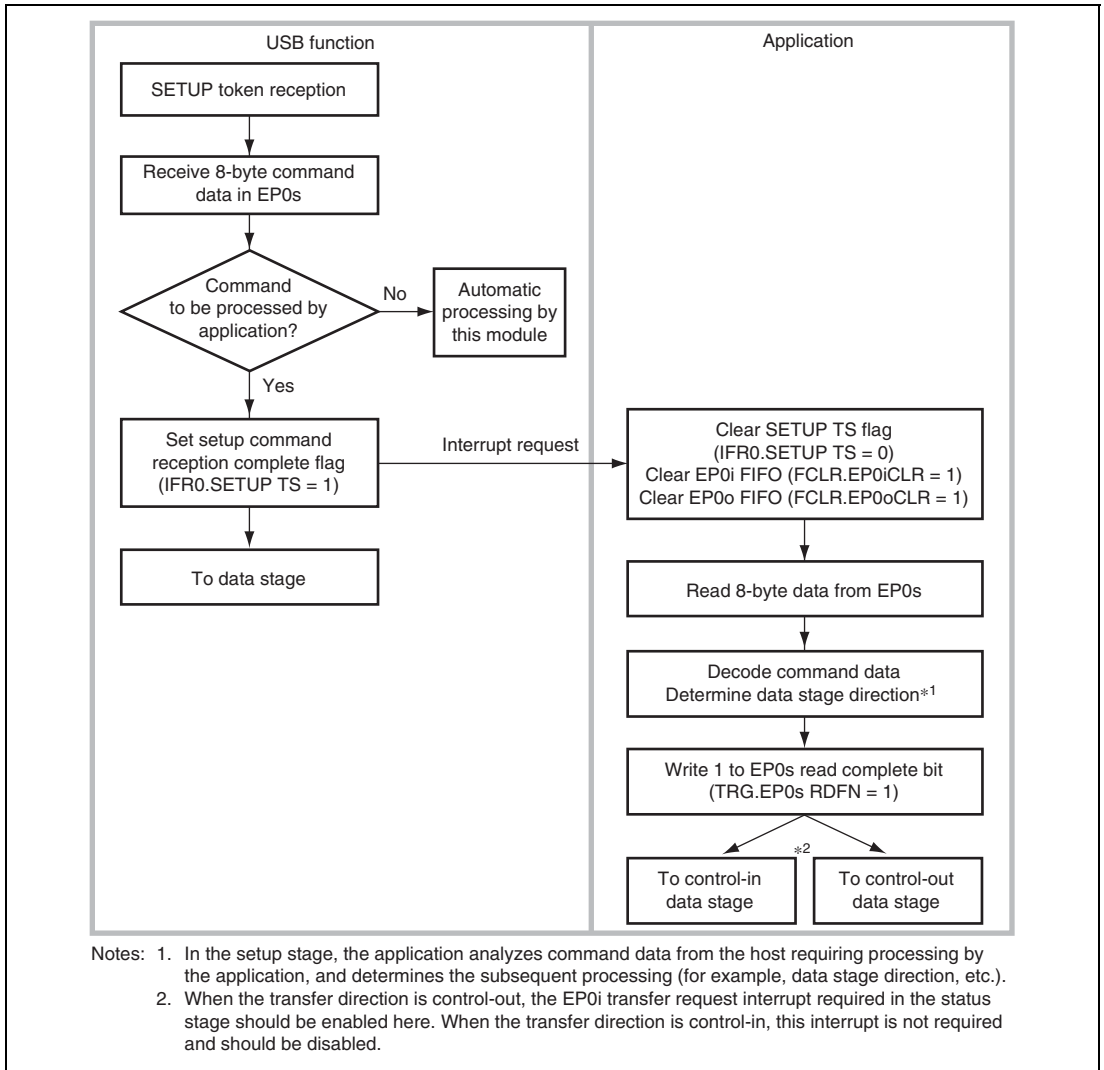 USB function
Application
SETUP token reception
Receive 8-byte command
data in EP0s
Command
to be processed by
application?
No
Automatic
processing by
this module
Yes
Set setup command
reception complete flag
(IFR0.SETUP TS = 1)
Interrupt request
To data stage
Clear SETUP TS flag
(IFR0.SETUP TS = 0)
Clear EP0i FIFO (FCLR.EP0iCLR = 1)
Clear EP0o FIFO (FCLR.EP0oCLR = 1)
Read 8-byte data from EP0s
Decode command data
Determine data stage direction*1
Write 1 to EP0s read complete bit
(TRG.EP0s RDFN = 1)
*2
To control-in
data stage
To control-out
data stage
Notes: 1. In the setup stage, the application analyzes command data from the host requiring processing by
the application, and determines the subsequent processing (for example, data stage direction, etc.).
2. When the transfer direction is control-out, the EP0i transfer request interrupt required in the status
stage should be enabled here. When the transfer direction is control-in, this interrupt is not required
and should be disabled.